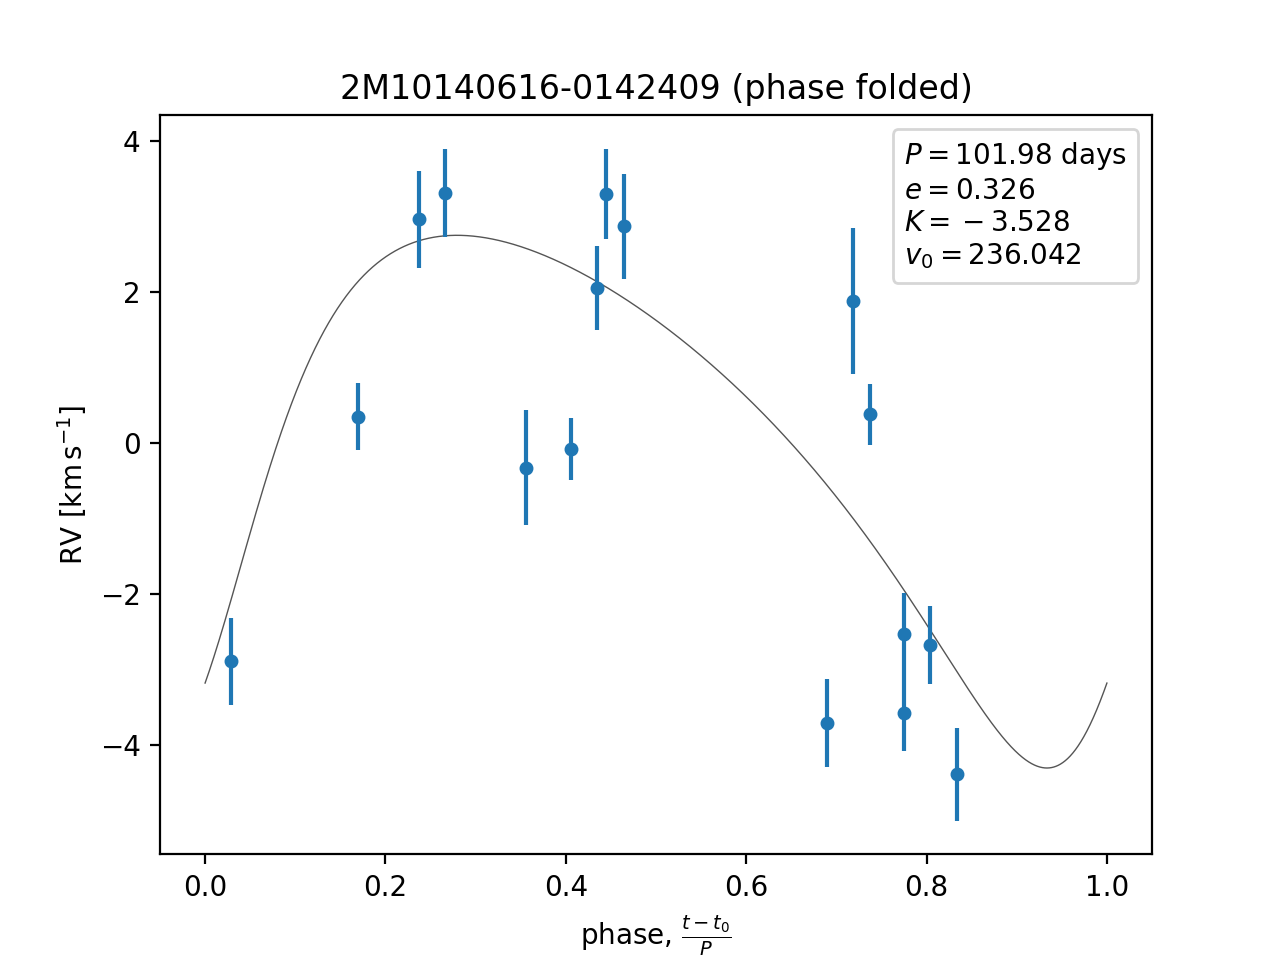 2M10140616-0142409 (phase folded)
P = 101.98 days
e = 0.326
K = −3.528
v₀ = 236.042
4
2
0
−2
−4
RV [km s⁻¹]
0.0 0.2 0.4 0.6 0.8 1.0
phase, (t − t₀)/P